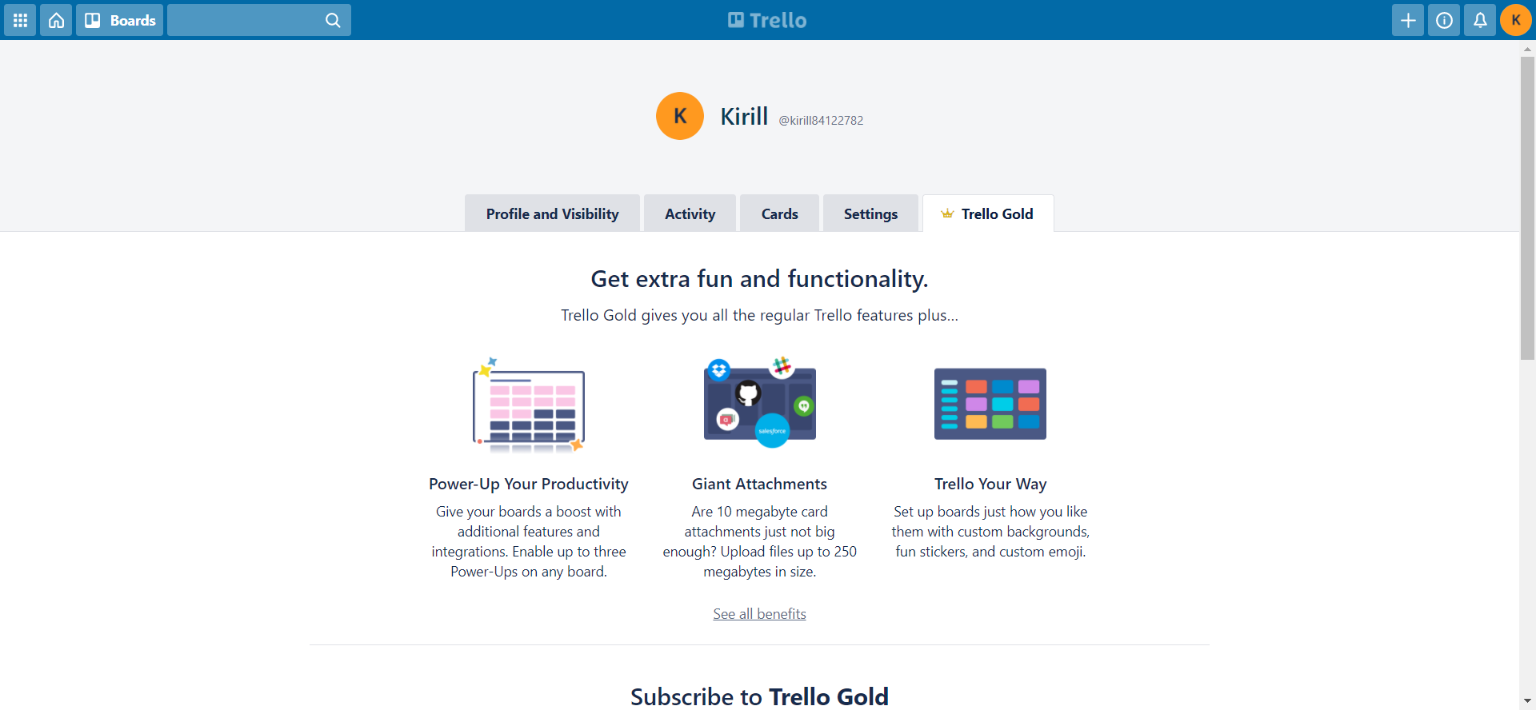 Boards
Trello
K
K
Kirill @kirill84122782
Profile and Visibility
Activity
Cards
Settings
Trello Gold
Get extra fun and functionality.
Trello Gold gives you all the regular Trello features plus...
salesforce
Power-Up Your Productivity
Give your boards a boost with
additional features and
integrations. Enable up to three
Power-Ups on any board.
Giant Attachments
Are 10 megabyte card
attachments just not big
enough? Upload files up to 250
megabytes in size.
Trello Your Way
Set up boards just how you like
them with custom backgrounds,
fun stickers, and custom emoji.
See all benefits
Subscribe to Trello Gold